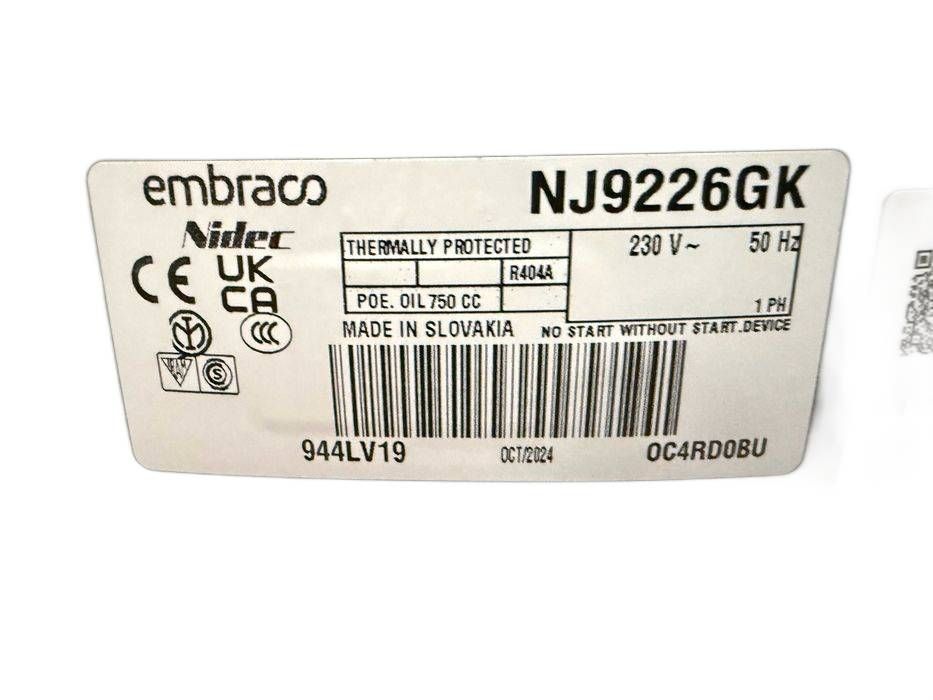 embraco
NJ9226GK
Nidec
THERMALLY PROTECTED
230 V~ 50 Hz
R404A
POE. OIL 750 CC
1 PH
CE UK
CA
CCC
MADE IN SLOVAKIA
NO START WITHOUT START.DEVICE
S
944LV19
OCT/2024
OC4RD0BU